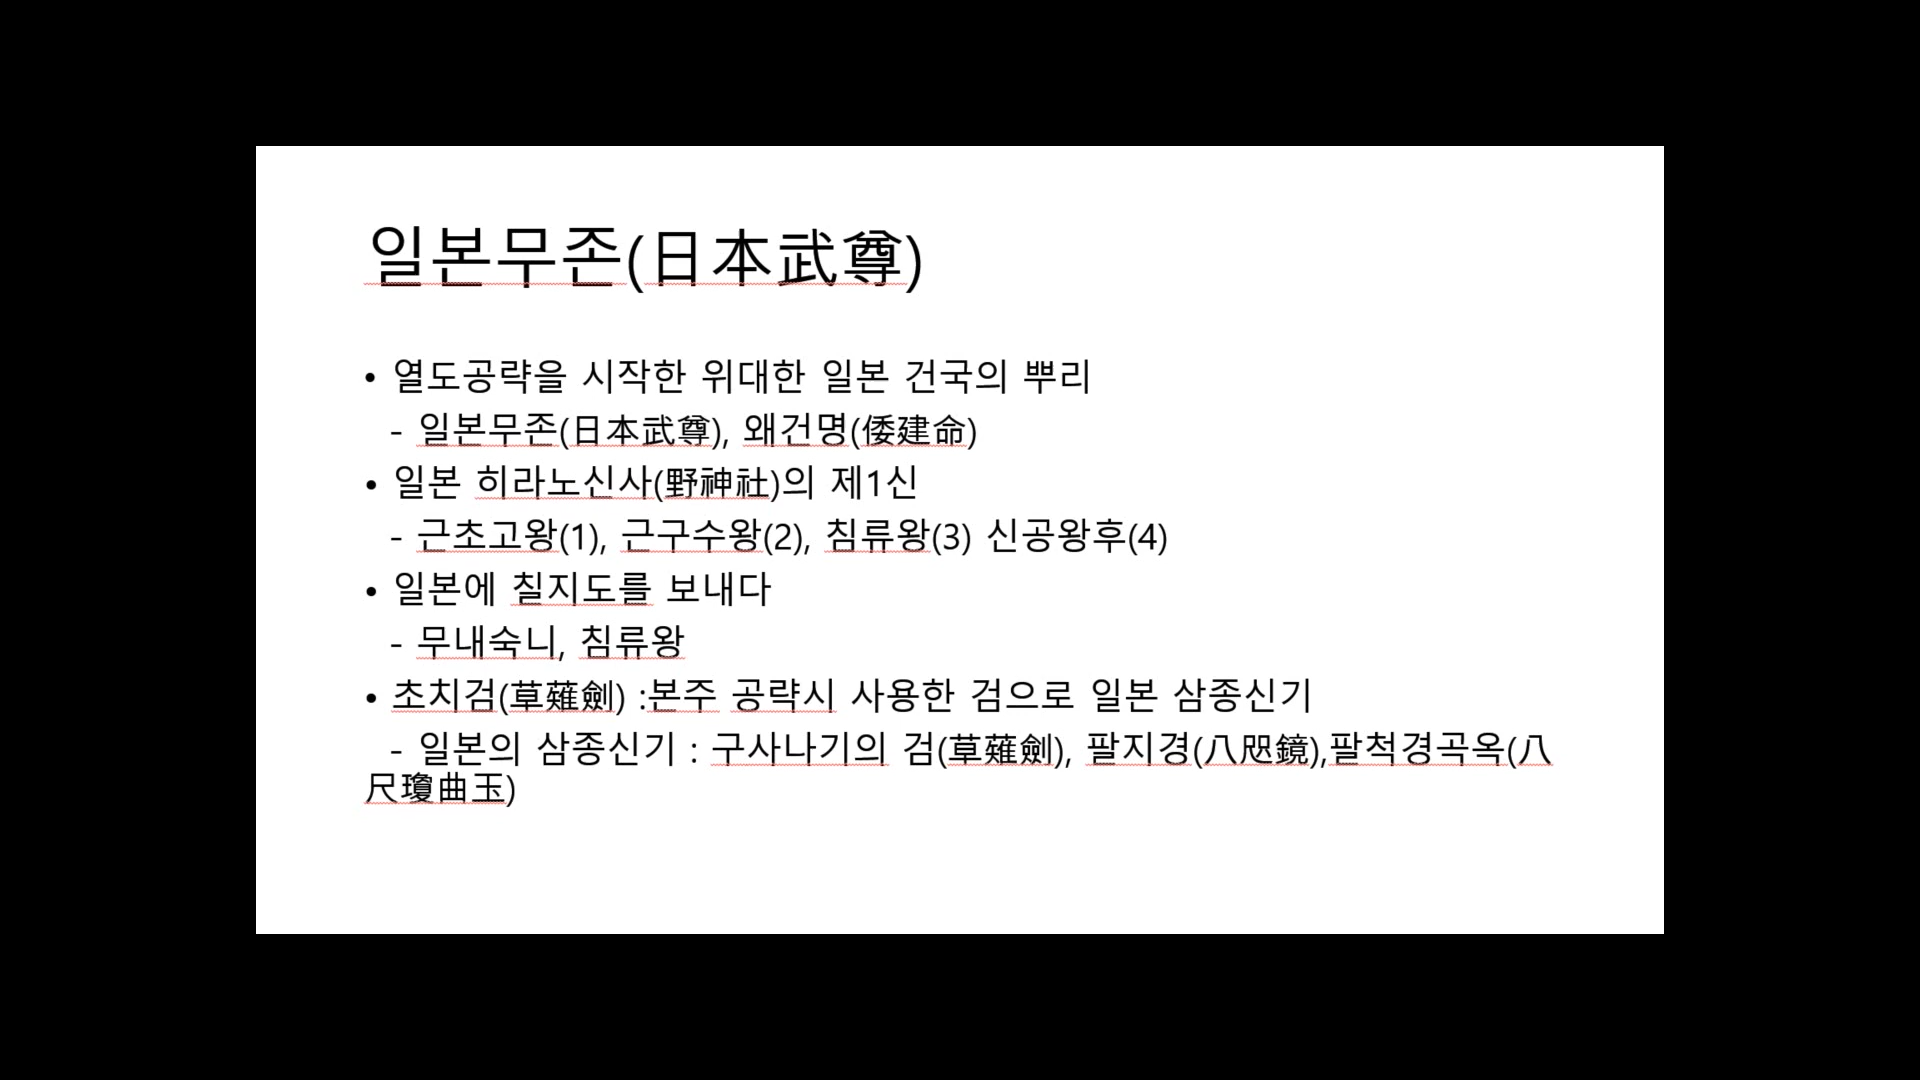 일본무존(日本武尊)
• 열도공략을 시작한 위대한 일본 건국의 뿌리
- 일본무존(日本武尊), 왜건명(倭建命)
• 일본 히라노신사(野神社)의 제1신
- 근초고왕(1), 근구수왕(2), 침류왕(3) 신공왕후(4)
• 일본에 칠지도를 보내다
- 무내숙니, 침류왕
• 초치검(草薙劍) :본주 공략시 사용한 검으로 일본 삼종신기
- 일본의 삼종신기 : 구사나기의 검(草薙劍), 팔지경(八咫鏡),팔척경곡옥(八
尺瓊曲玉)